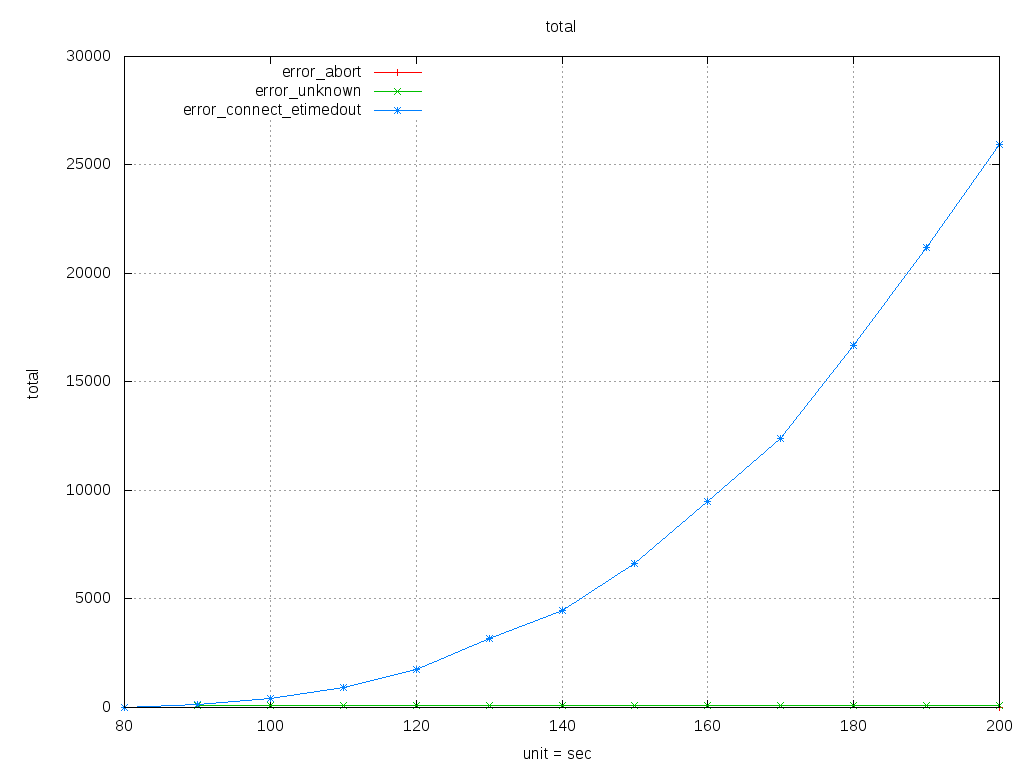 total
30000
25000
20000
15000
10000
5000
0
total
error_abort
error_unknown
error_connect_etimedout
80 100 120 140 160 180 200
unit = sec